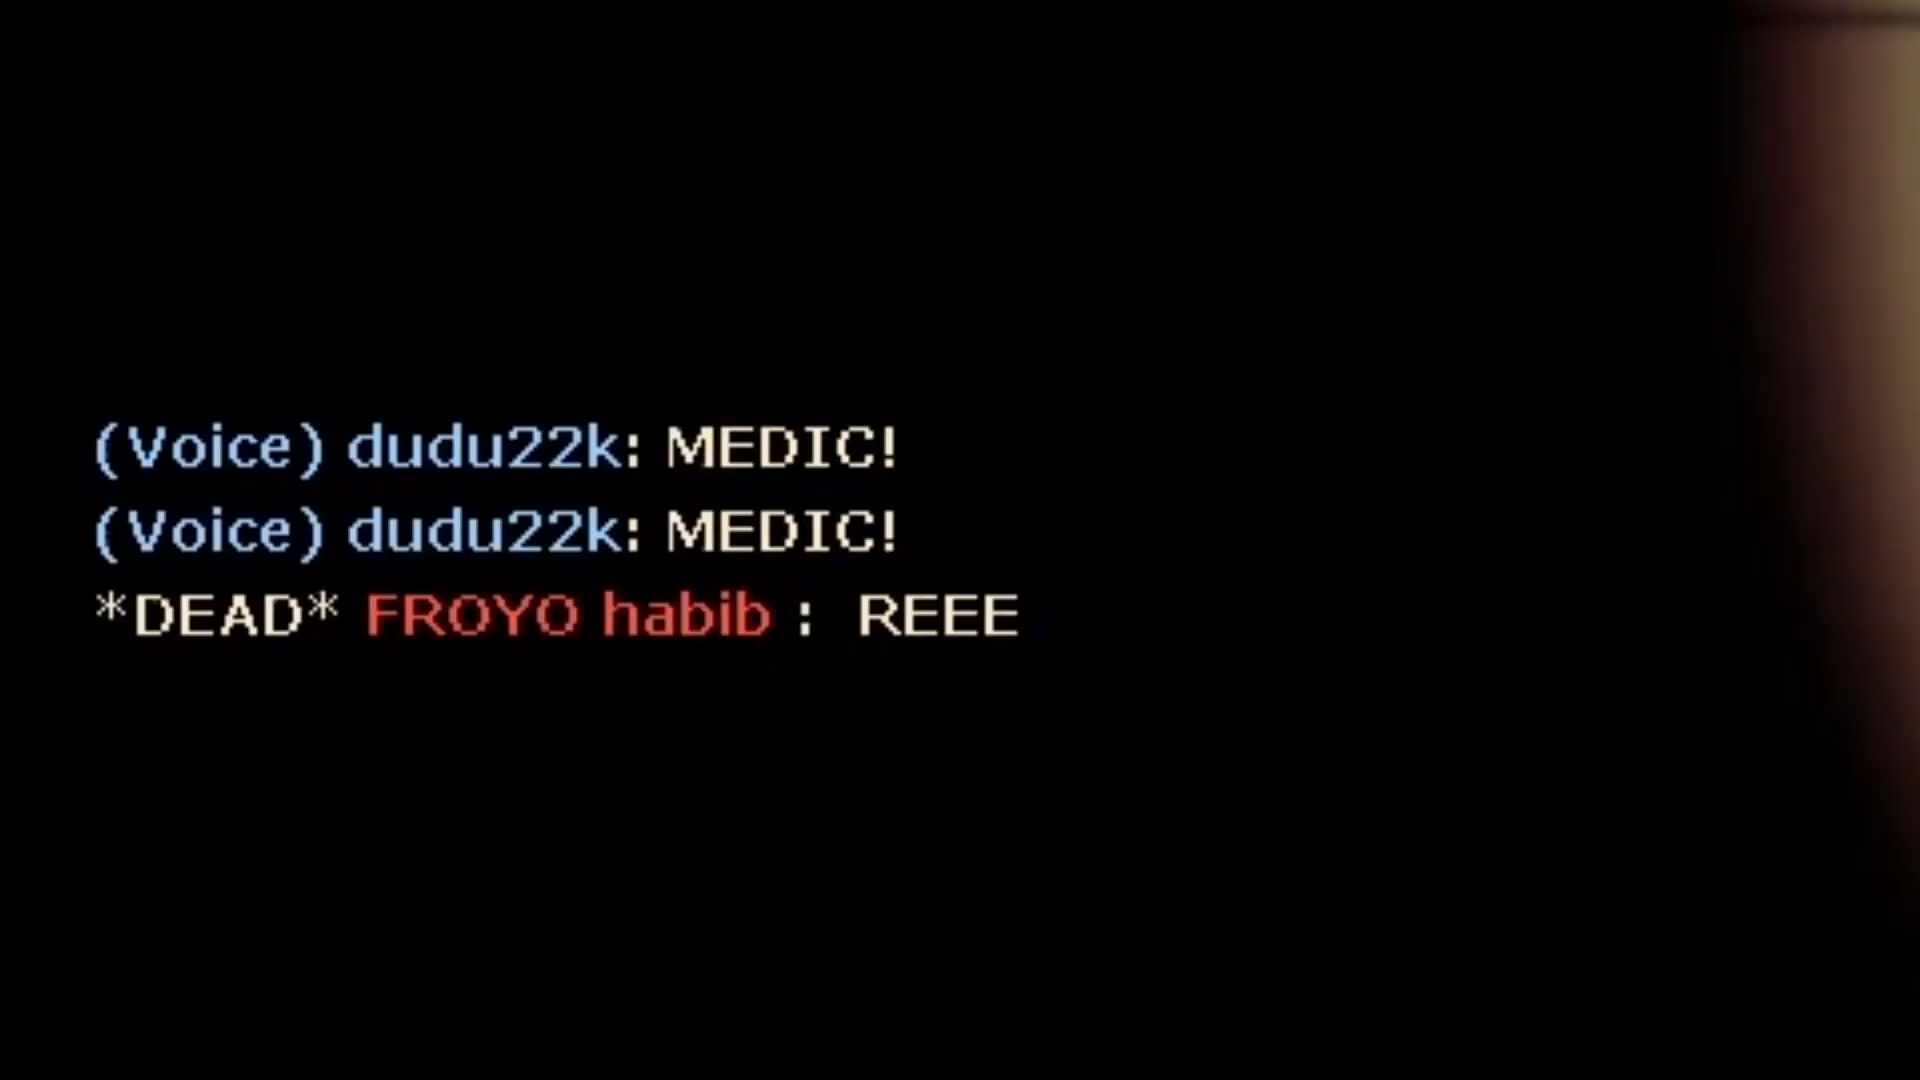 (Voice) dudu22k: MEDIC!
(Voice) dudu22k: MEDIC!
*DEAD* FROYO habib :  REEE